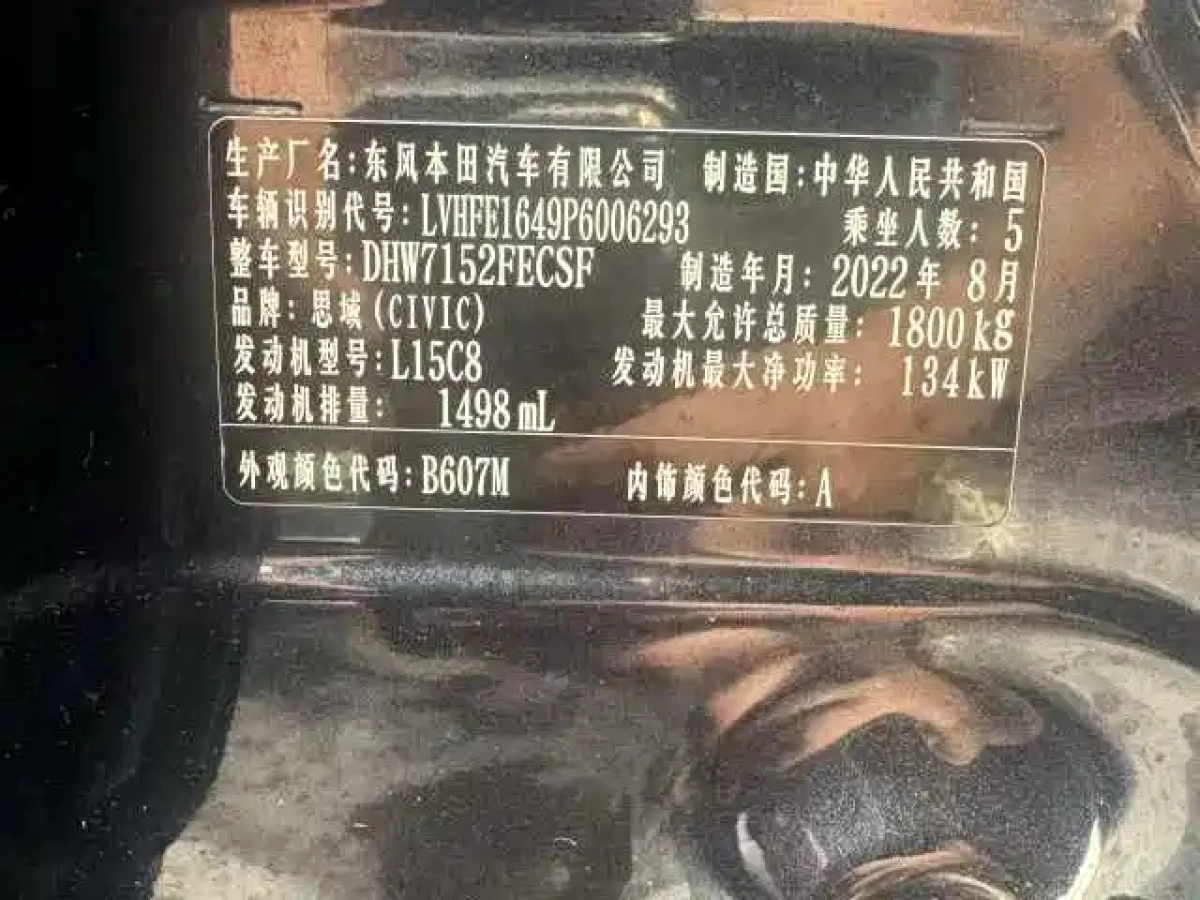 生产厂名:东风本田汽车有限公司 制造国:中华人民共和国
车辆识别代号:LVHFE1649P6006293 乘坐人数: 5
整车型号:DHW7152FECSF 制造年月: 2022年 8月
品牌: 思域(CIVIC) 最大允许总质量: 1800kg
发动机型号:L15C8 发动机最大净功率: 134kW
发动机排量: 1498mL
外观颜色代码:B607M 内饰颜色代码:A